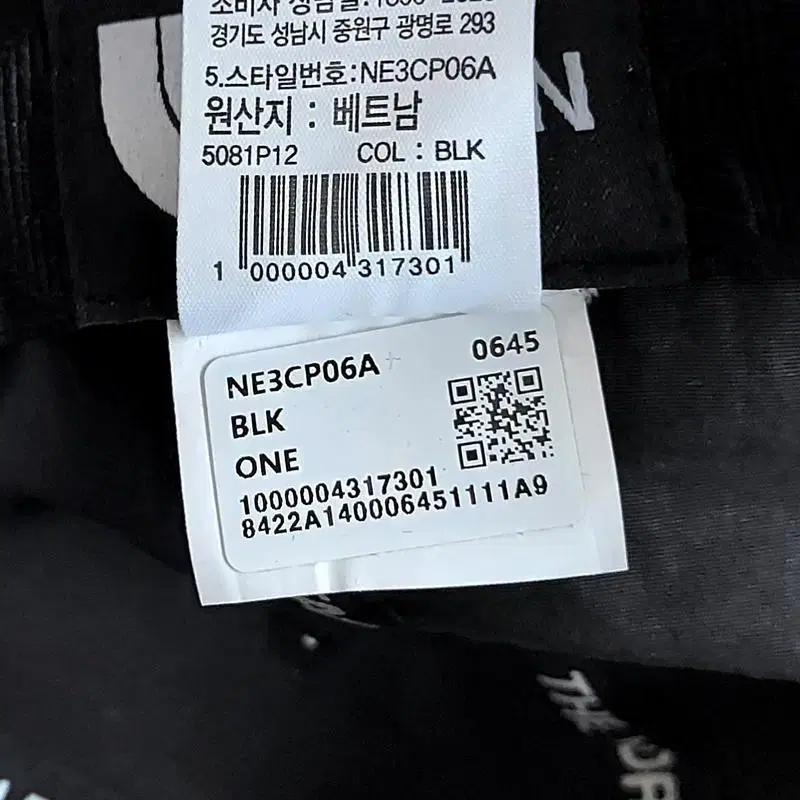 경기도 성남시 중원구 광명로 293
5.스타일번호:NE3CP06A
원산지 : 베트남
5081P12 COL : BLK
1 000004 317301
NE3CP06A 0645
BLK
ONE
1000004317301
8422A140006451111A9
THE